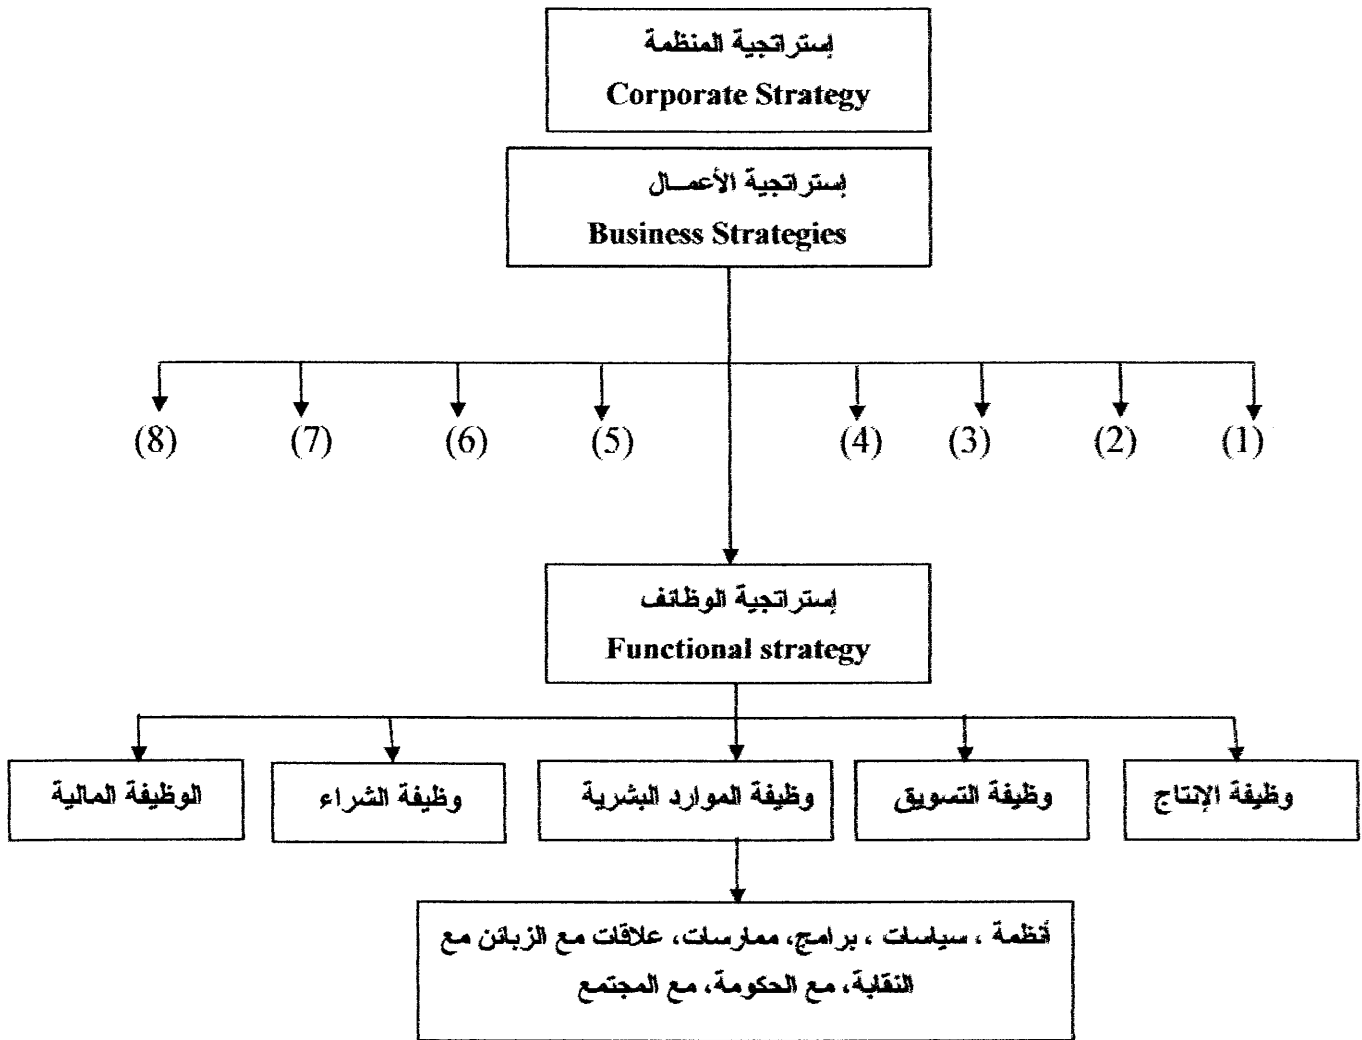 إستراتجية المنظمة
Corporate Strategy
إستراتجية الأعمـــال
Business Strategies
(1)
(2)
(3)
(4)
(5)
(6)
(7)
(8)
إستراتجية الوظائف
Functional strategy
وظيفة الإنتاج
وظيفة التسويق
وظيفة الموارد البشرية
وظيفة الشراء
الوظيفة المالية
أنظمة ، سياسات ، برامج، ممارسات، علاقات مع الزبائن مع
النقابة، مع الحكومة، مع المجتمع